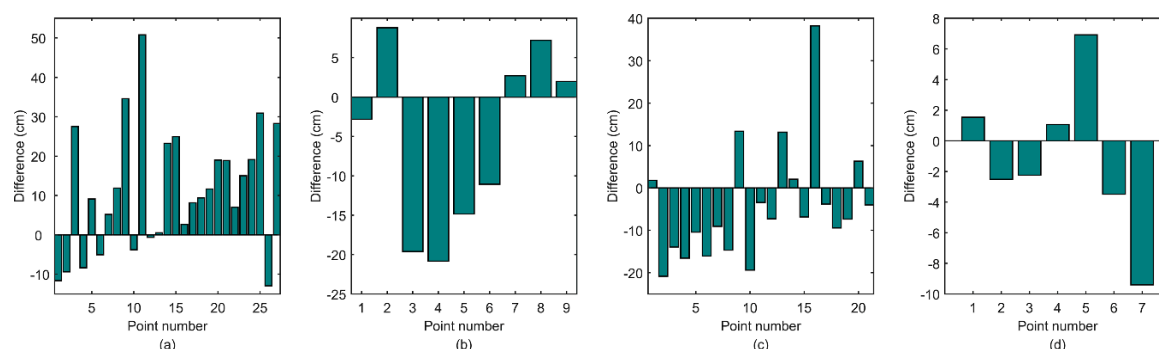 Difference (cm)
50
40
30
20
10
0
-10
5 10 15 20 25
Point number
(a)
Difference (cm)
5
0
-5
-10
-15
-20
-25
1 2 3 4 5 6 7 8 9
Point number
(b)
Difference (cm)
40
30
20
10
0
-10
-20
5 10 15 20
Point number
(c)
Difference (cm)
8
6
4
2
0
-2
-4
-6
-8
-10
1 2 3 4 5 6 7
Point number
(d)